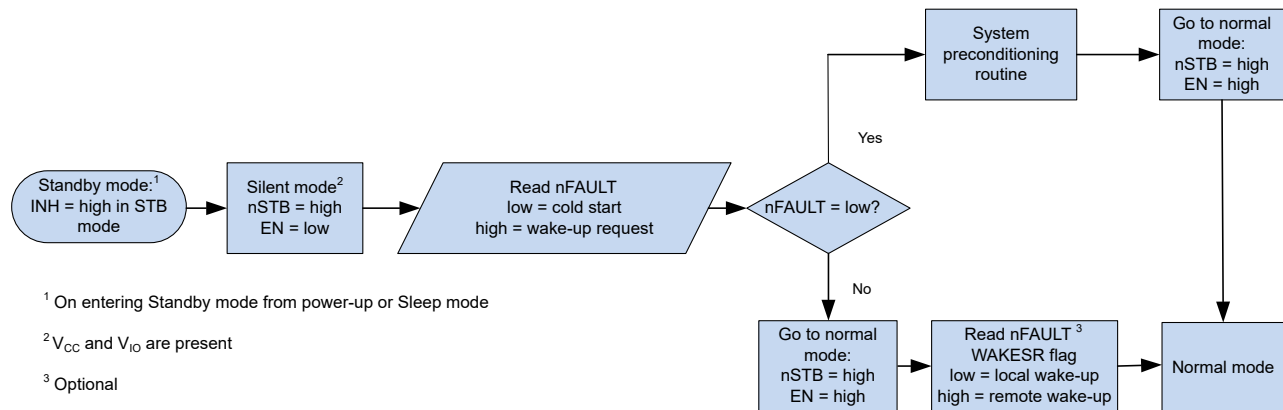 Standby mode:1
INH = high in STB
mode
Silent mode2
nSTB = high
EN = low
Read nFAULT
low = cold start
high = wake-up request
nFAULT = low?
Yes
System
preconditioning
routine
Go to normal
mode:
nSTB = high
EN = high
No
Go to normal
mode:
nSTB = high
EN = high
Read nFAULT 3
WAKESR flag
low = local wake-up
high = remote wake-up
Normal mode
1 On entering Standby mode from power-up or Sleep mode
2 VCC and VIO are present
3 Optional